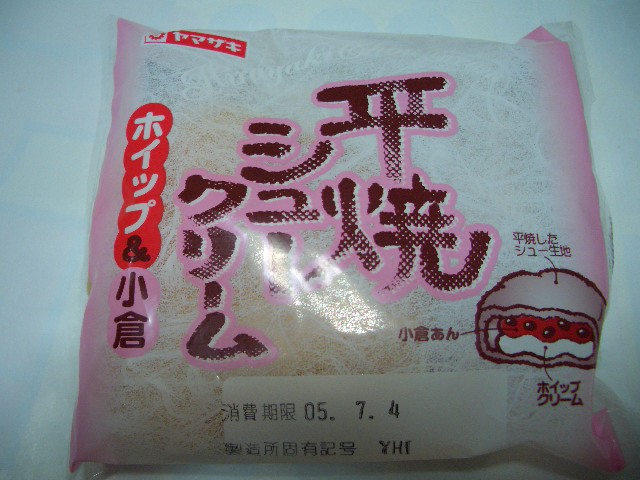 ヤマザキ
平焼
シュー
クリーム
ホイップ&小倉
平焼した
シュー生地
小倉あん
ホイップ
クリーム
消費期限 05. 7. 4
製造所固有記号 YHI